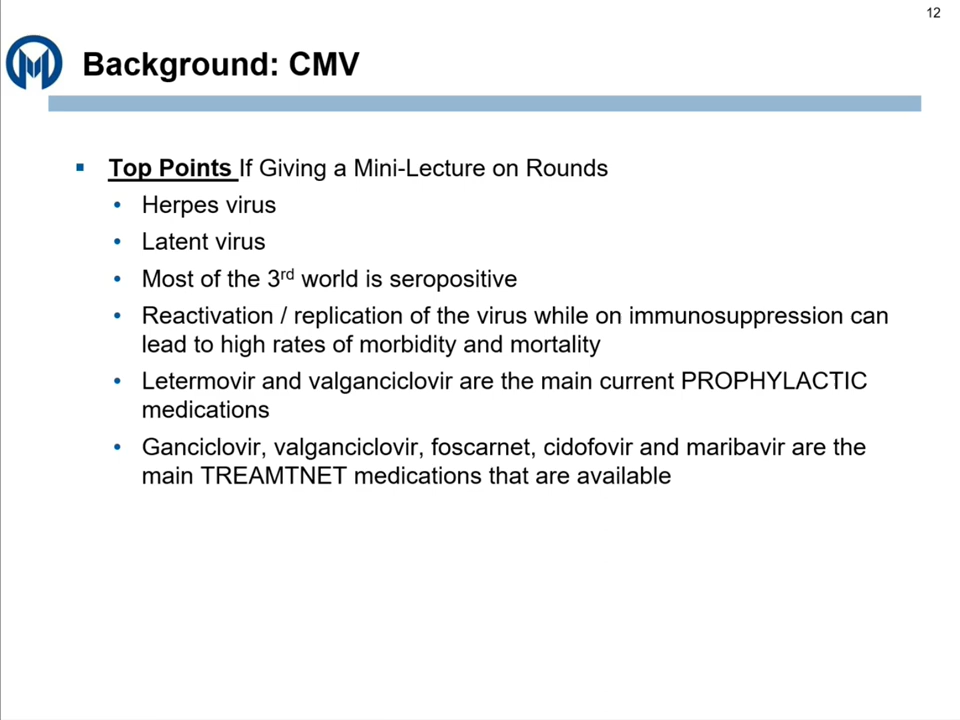 12
Background: CMV
Top Points If Giving a Mini-Lecture on Rounds
Herpes virus
Latent virus
Most of the 3rd world is seropositive
Reactivation / replication of the virus while on immunosuppression can
lead to high rates of morbidity and mortality
Letermovir and valganciclovir are the main current PROPHYLACTIC
medications
Ganciclovir, valganciclovir, foscarnet, cidofovir and maribavir are the
main TREAMTNET medications that are available